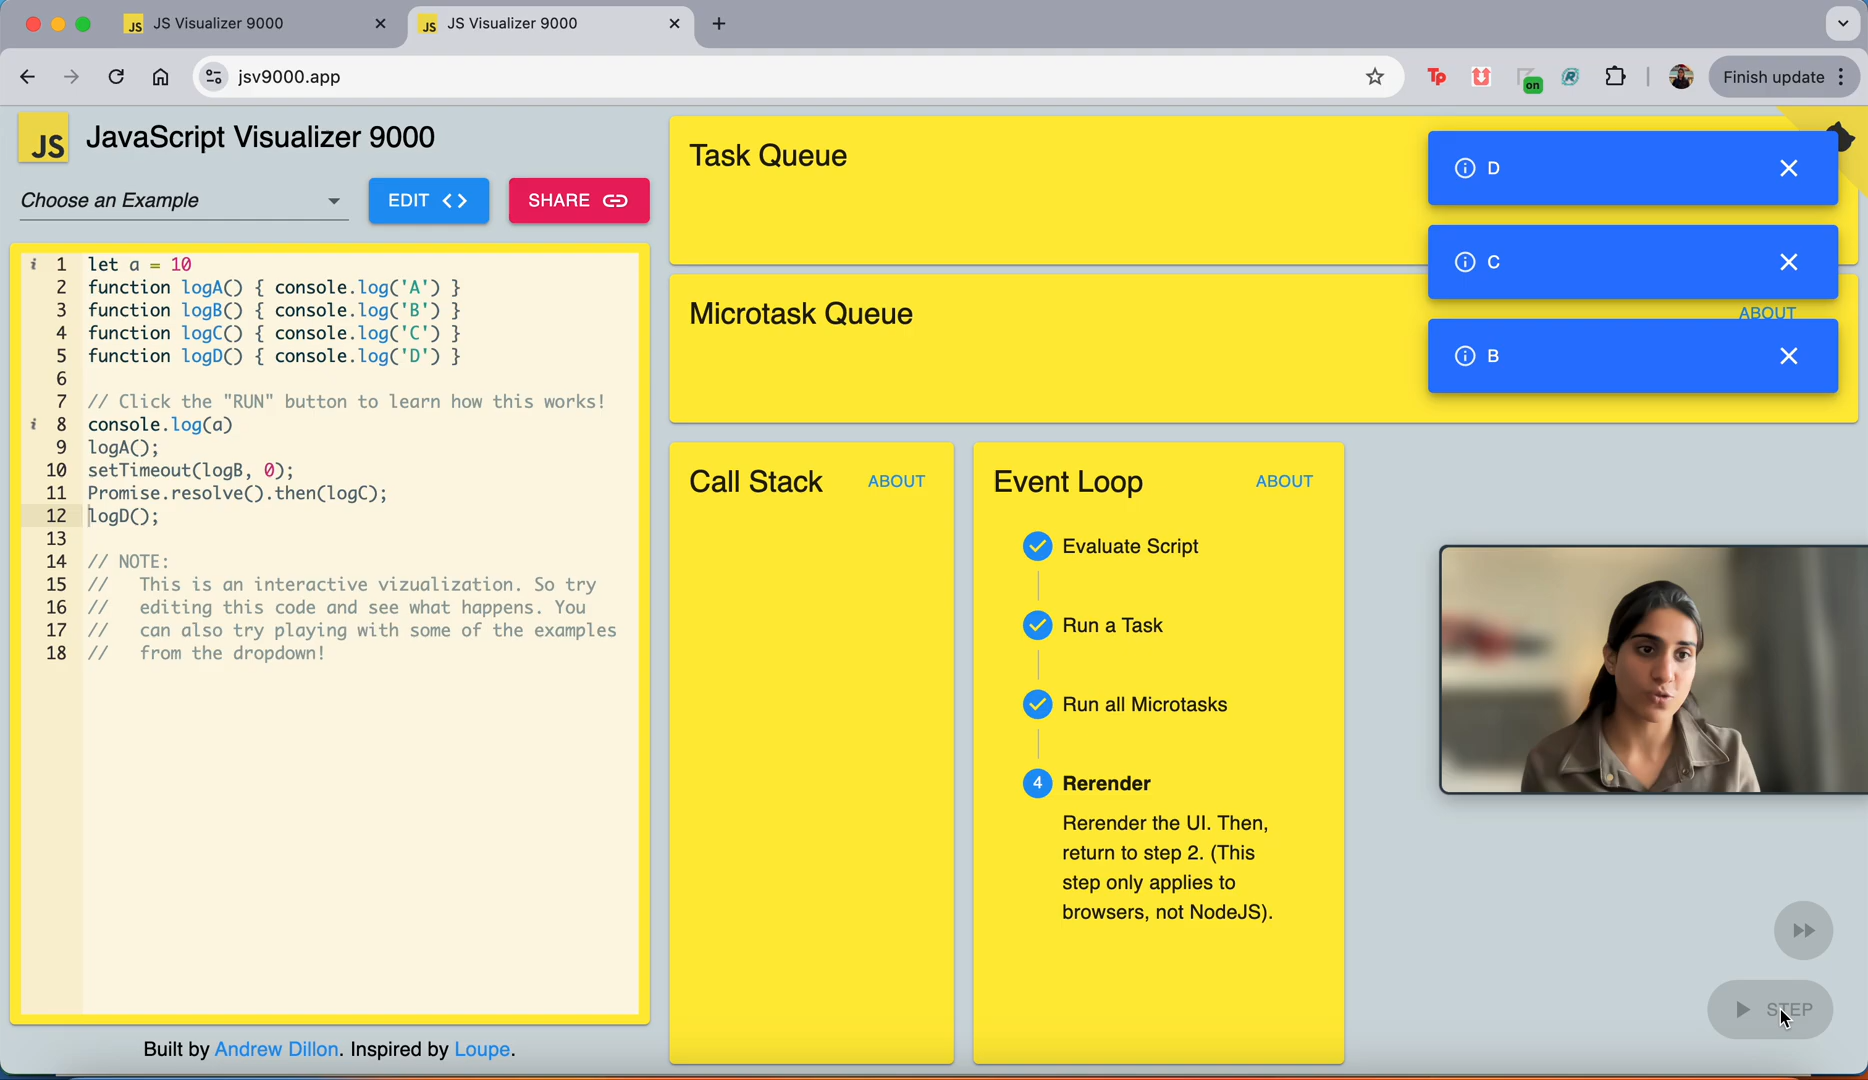 JS Visualizer 9000
JS Visualizer 9000
jsv9000.app
Tp
on
Finish update
JS
JavaScript Visualizer 9000
Choose an Example
EDIT <>
SHARE
i 1 let a = 10
2 function logA() { console.log('A') }
3 function logB() { console.log('B') }
4 function logC() { console.log('C') }
5 function logD() { console.log('D') }
6
7 // Click the "RUN" button to learn how this works!
i 8 console.log(a)
9 logA();
10 setTimeout(logB, 0);
11 Promise.resolve().then(logC);
12 logD();
13
14 // NOTE:
15 //   This is an interactive vizualization. So try
16 //   editing this code and see what happens. You
17 //   can also try playing with some of the examples
18 //   from the dropdown!
Built by Andrew Dillon. Inspired by Loupe.
Task Queue
D
C
Microtask Queue
ABOUT
B
Call Stack
ABOUT
Event Loop
ABOUT
Evaluate Script
Run a Task
Run all Microtasks
4 Rerender
Rerender the UI. Then,
return to step 2. (This
step only applies to
browsers, not NodeJS).
STEP